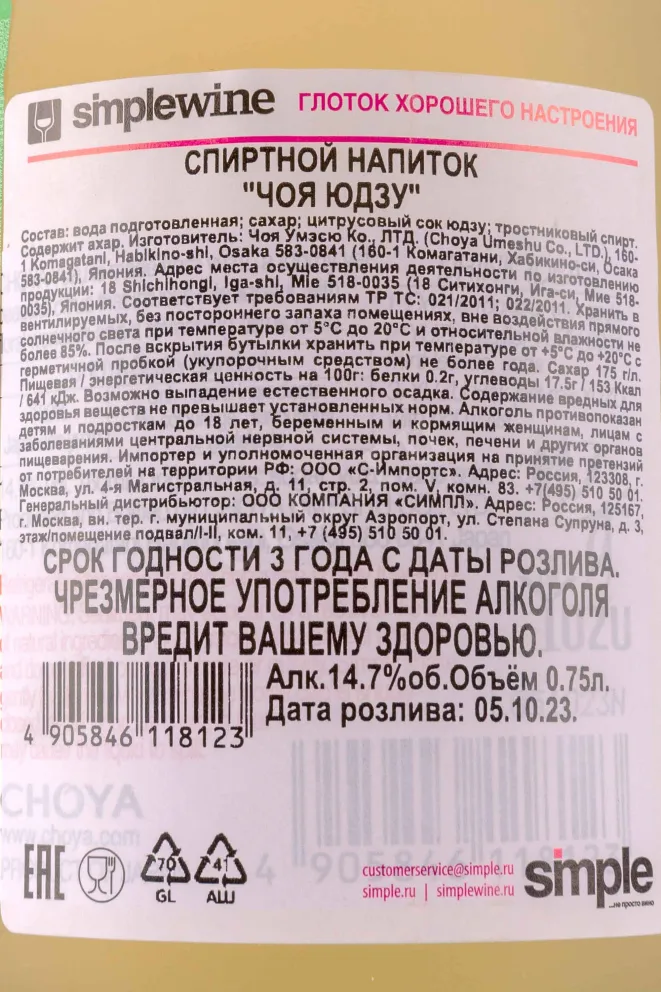 simplewine ГЛОТОК ХОРОШЕГО НАСТРОЕНИЯ
СПИРТНОЙ НАПИТОК
"ЧОЯ ЮДЗУ"
Состав: вода подготовленная; сахар; цитрусовый сок юдзу; тростниковый спирт.
Содержит ахар. Изготовитель: Чоя Умэсю Ко., ЛТД. (Choya Umeshu Co., LTD.), 160-
1 Komagatani, Habikino-shi, Osaka 583-0841 (160-1 Комагатани, Хабикино-си, Осака
583-0841), Япония. Адрес места осуществления деятельности по изготовлению
продукции: 18 Shichihongi, Iga-shi, Mie 518-0035 (18 Ситихонги, Ига-си, Мие 518-
0035), Япония. Соответствует требованиям ТР ТС: 021/2011; 022/2011. Хранить в
вентилируемых, без постороннего запаха помещениях, вне воздействия прямого
солнечного света при температуре от 5°С до 20°С и относительной влажности не
более 85%. После вскрытия бутылки хранить при температуре от +5°С до +20°С с
герметичной пробкой (укупорочным средством) не более года. Сахар 175 г/л.
Пищевая / энергетическая ценность на 100г: белки 0.2г, углеводы 17.5г / 153 Ккал
/ 641 кДж. Возможно выпадение естественного осадка. Содержание вредных для
здоровья веществ не превышает установленных норм. Алкоголь противопоказан
детям и подросткам до 18 лет, беременным и кормящим женщинам, лицам с
заболеваниями центральной нервной системы, почек, печени и других органов
пищеварения. Импортер и уполномоченная организация на принятие претензий
от потребителей на территории РФ: ООО «С-Импортс». Адрес: Россия, 123308, г.
Москва, ул. 4-я Магистральная, д. 11, стр. 2, пом. V, комн. 83. +7(495) 510 50 01.
Генеральный дистрибьютор: ООО КОМПАНИЯ «СИМПЛ». Адрес: Россия, 125167,
г. Москва, вн. тер. г. муниципальный округ Аэропорт, ул. Степана Супруна, д. 3,
этаж/помещение подвал/I-II, ком. 11, +7 (495) 510 50 01.
СРОК ГОДНОСТИ 3 ГОДА С ДАТЫ РОЗЛИВА.
ЧРЕЗМЕРНОЕ УПОТРЕБЛЕНИЕ АЛКОГОЛЯ
ВРЕДИТ ВАШЕМУ ЗДОРОВЬЮ.
Алк.14.7%об.Объём 0.75л.
Дата розлива: 05.10.23.
4 905846 118123
CHOYA
www.choya.com
4 905846 118123
EAC
70 41
GL АЩ
customerservice@simple.ru
simple.ru | simplewine.ru
simple
...не просто вино